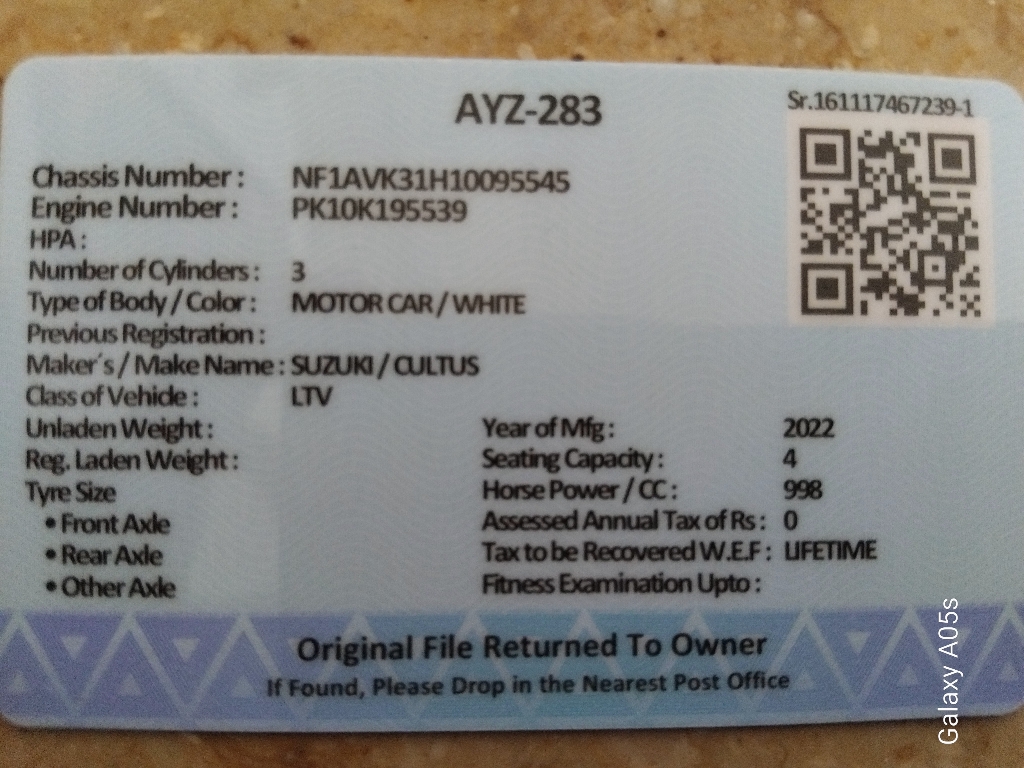 AYZ-283
Sr.161117467239-1
Chassis Number : NF1AVK31H10095545
Engine Number : PK10K195539
HPA :
Number of Cylinders : 3
Type of Body / Color : MOTOR CAR / WHITE
Previous Registration :
Maker´s / Make Name : SUZUKI / CULTUS
Class of Vehicle : LTV
Unladen Weight : Year of Mfg : 2022
Reg. Laden Weight : Seating Capacity : 4
Tyre Size Horse Power / CC : 998
• Front Axle Assessed Annual Tax of Rs : 0
• Rear Axle Tax to be Recovered W.E.F : LIFETIME
• Other Axle Fitness Examination Upto :
Original File Returned To Owner
If Found, Please Drop in the Nearest Post Office
Galaxy A05s